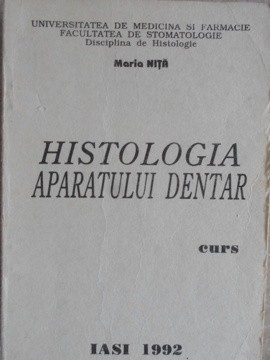 UNIVERSITATEA DE MEDICINA SI FARMACIE
FACULTATEA DE STOMATOLOGIE
Disciplina de Histologie
Maria NIȚĂ
HISTOLOGIA
APARATULUI DENTAR
curs
IASI 1992